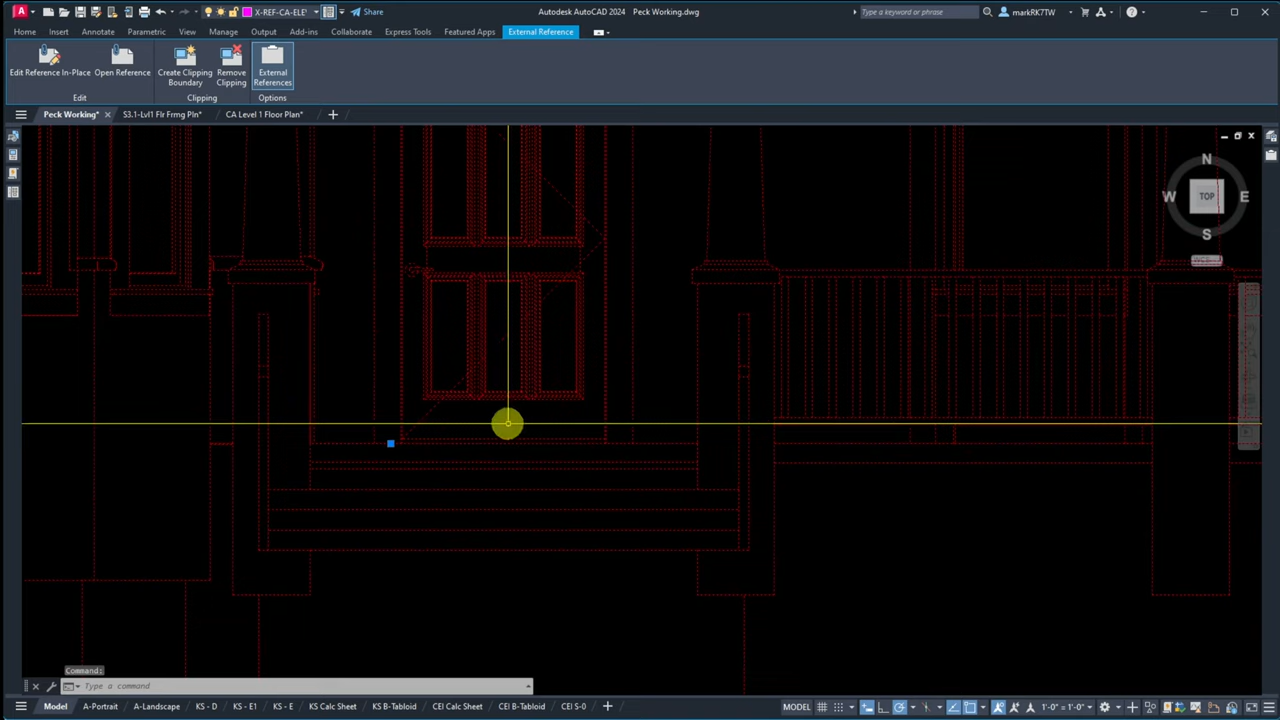 A
X-REF-CA-ELE
Share
Autodesk AutoCAD 2024 Peck Working.dwg
Type a keyword or phrase
markRK7TW
Home Insert Annotate Parametric View Manage Output Add-ins Collaborate Express Tools Featured Apps External Reference
Edit Reference In-Place
Open Reference
Create Clipping
Boundary
Remove
Clipping
External
References
Edit
Clipping
Options
Peck Working*
S3.1-Lvl1 Flr Frmg Pln*
CA Level 1 Floor Plan*
N
W TOP E
S
Command:
Type a command
Model A-Portrait A-Landscape KS - D KS - E1 KS - E KS Calc Sheet KS B-Tabloid CEI Calc Sheet CEI B-Tabloid CEI S-0
MODEL
1'-0" = 1'-0"